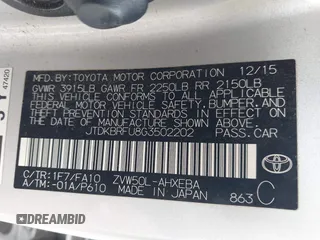 47420
MFD.BY:TOYOTA MOTOR CORPORATION 12/15
GVWR 3915LB GAWR FR 2250LB RR 2150LB
THIS VEHICLE CONFORMS TO ALL APPLICABLE
FEDERAL MOTOR VEHICLE SAFETY,BUMPER,AND
THEFT PREVENTION STANDARDS IN EFFECT ON
THE DATE OF MANUFACTURE SHOWN ABOVE.
JTDKBRFU8G3502202 PASS.CAR
C/TR:1F7/FA10 ZVW50L-AHXEBA
A/TM:-01A/P610 MADE IN JAPAN 863 C
DREAMBID